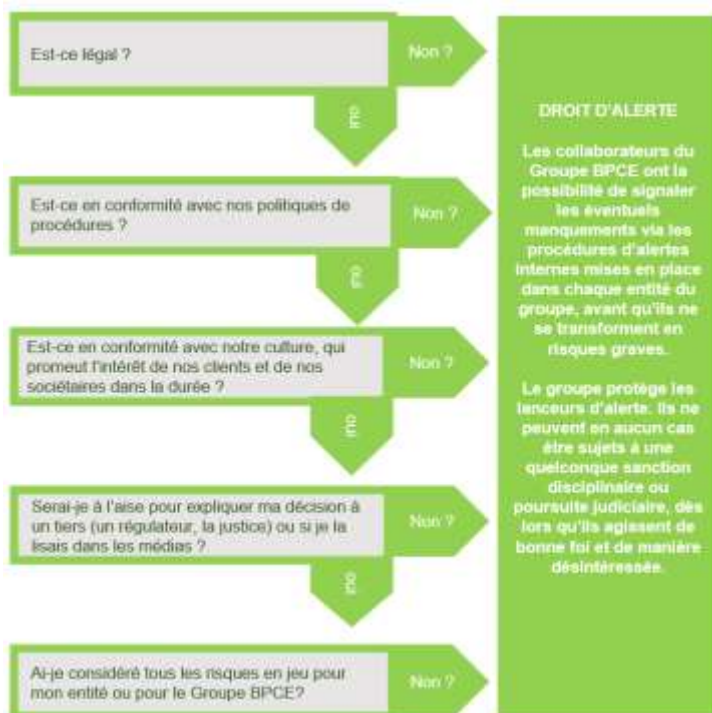 Est-ce légal ?
Non ?
oui
Est-ce en conformité avec nos politiques de
procédures ?
Non ?
oui
Est-ce en conformité avec notre culture, qui
promeut l'intérêt de nos clients et de nos
sociétaires dans la durée ?
Non ?
oui
Serai-je à l'aise pour expliquer ma décision à
un tiers (un régulateur, la justice) ou si je la
lisais dans les médias ?
Non ?
oui
Ai-je considéré tous les risques en jeu pour
mon entité ou pour le Groupe BPCE?
Non ?
DROIT D'ALERTE
Les collaborateurs du
Groupe BPCE ont la
possibilité de signaler
les éventuels
manquements via les
procédures d'alertes
internes mises en place
dans chaque entité du
groupe, avant qu'ils ne
se transforment en
risques graves.
Le groupe protège les
lanceurs d'alerte. Ils ne
peuvent en aucun cas
être sujets à une
quelconque sanction
disciplinaire ou
poursuite judiciaire, dès
lors qu'ils agissent de
bonne foi et de manière
désintéressée.